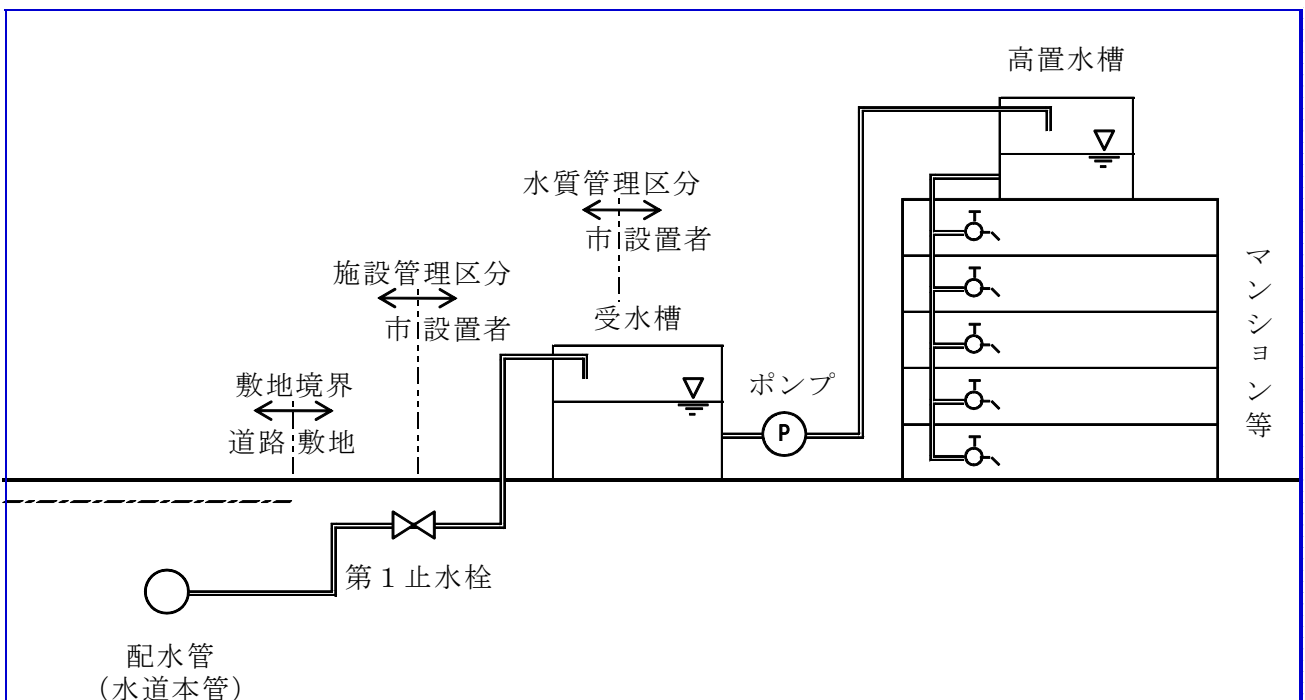 高置水槽
水質管理区分
市 設置者
施設管理区分
市 設置者
受水槽
敷地境界
道路 敷地
ポンプ
P
マンション等
第1止水栓
配水管
(水道本管)